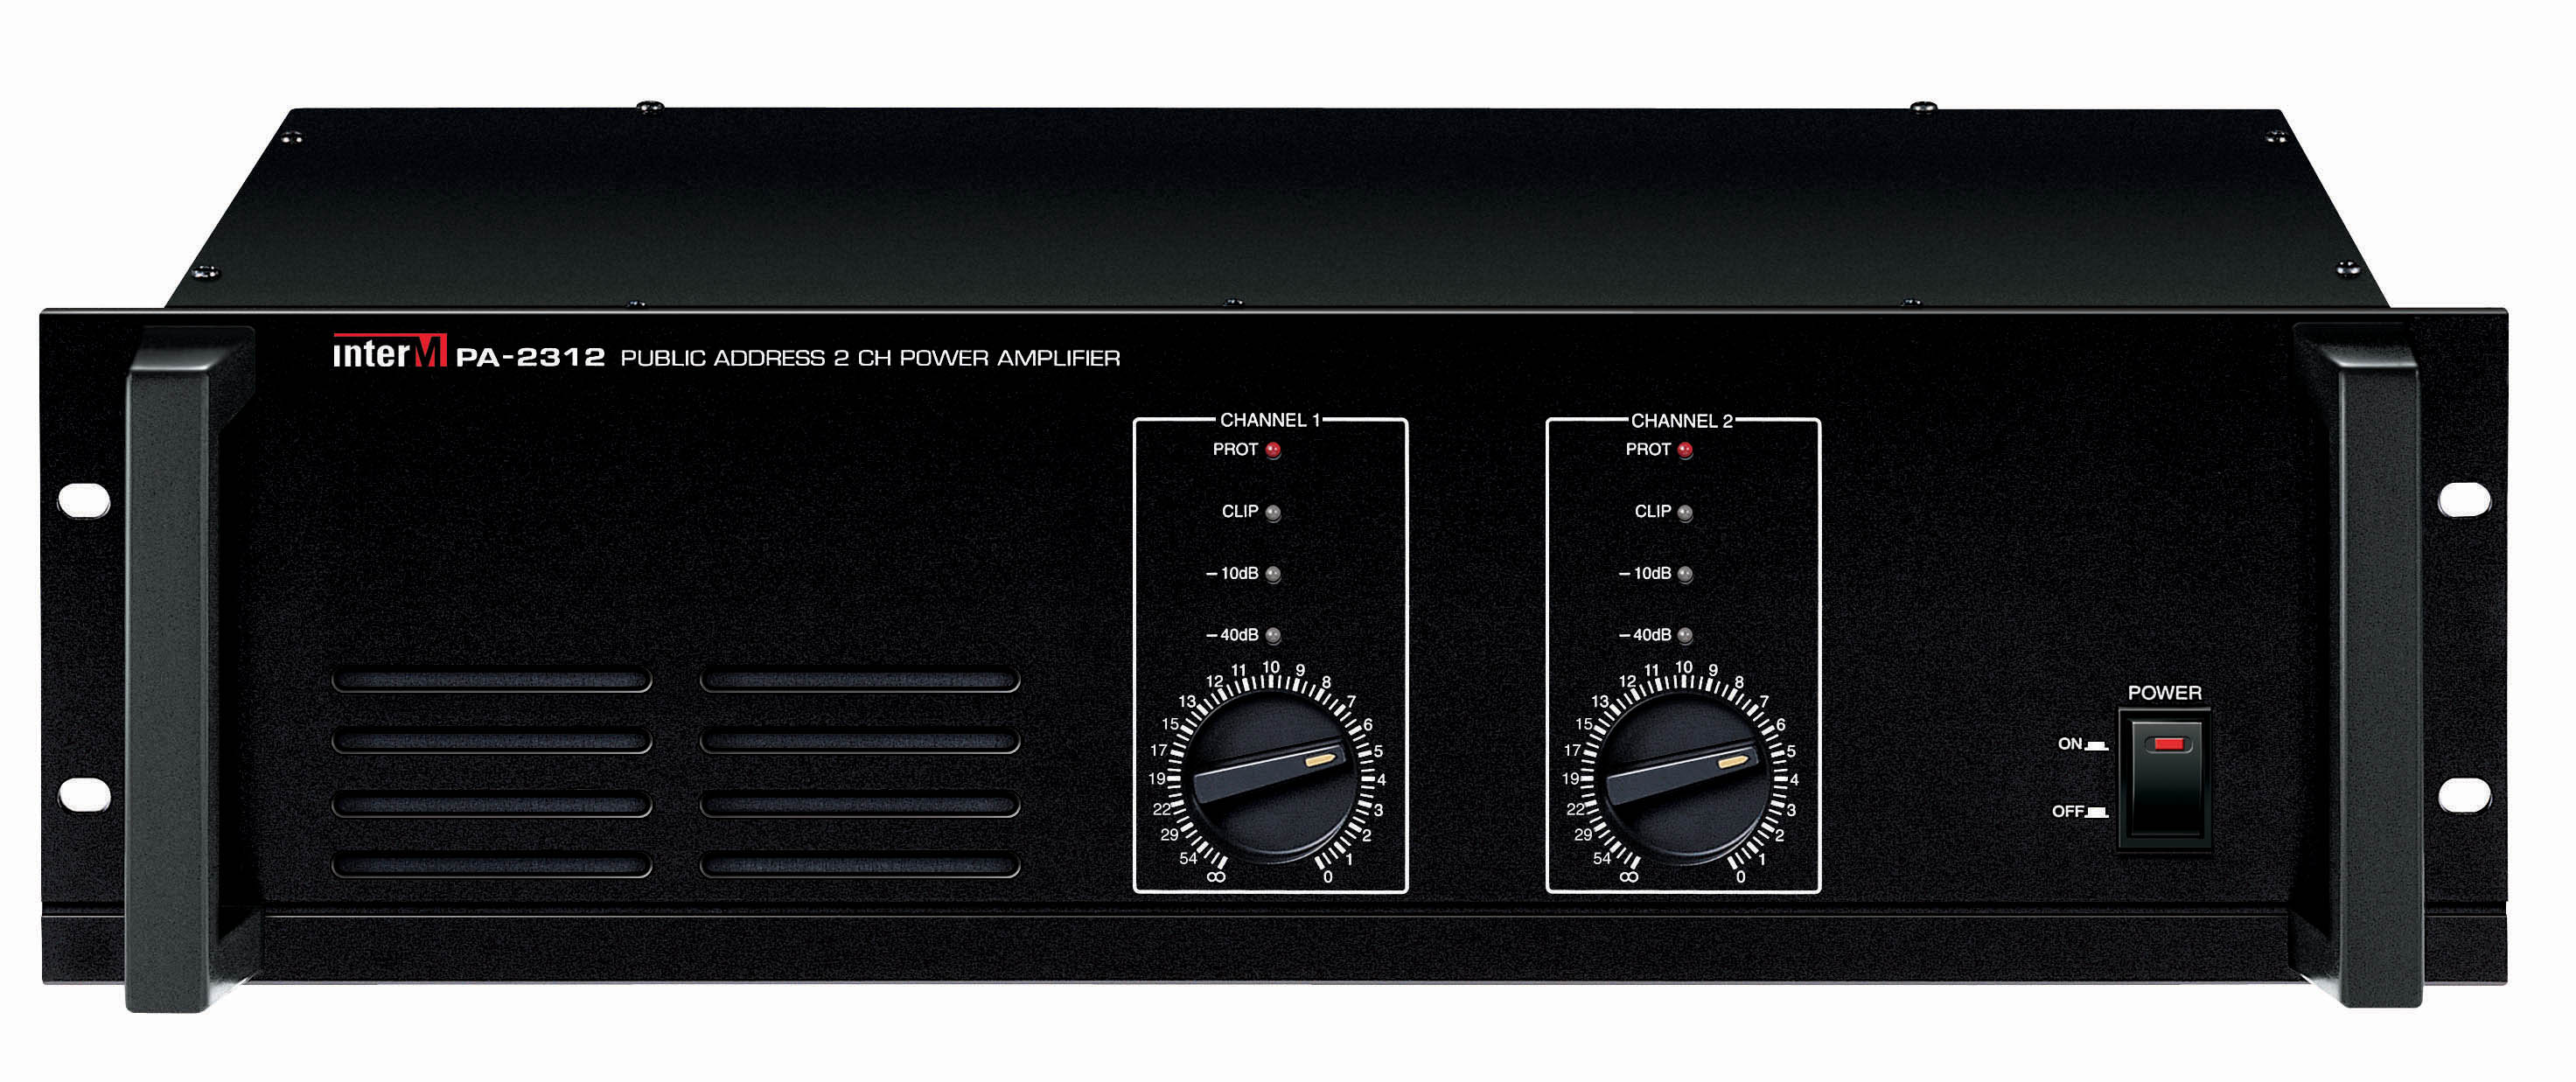 interM PA-2312 PUBLIC ADDRESS 2 CH POWER AMPLIFIER
CHANNEL 1
PROT
CLIP
-10dB
-40dB
11 10 9
12 8
13 7
15 6
17 5
19 4
22 3
29 2
54 1
∞ 0
CHANNEL 2
PROT
CLIP
-10dB
-40dB
11 10 9
12 8
13 7
15 6
17 5
19 4
22 3
29 2
54 1
∞ 0
POWER
ON
OFF